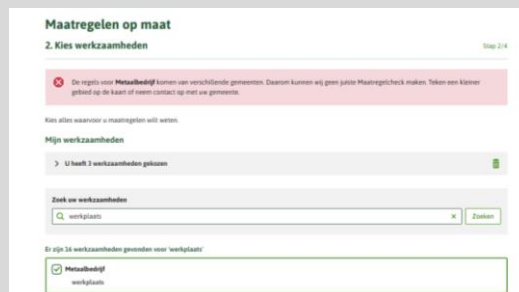 Maatregelen op maat
2. Kies werkzaamheden
Stap 2/4
De regels voor Metaalbedrijf komen van verschillende gemeenten. Daarom kunnen wij geen juiste Maatregelcheck maken. Teken een kleiner
gebied op de kaart of neem contact op met uw gemeente.
Kies alles waarvoor u maatregelen wilt weten.
Mijn werkzaamheden
U heeft 3 werkzaamheden gekozen
Zoek uw werkzaamheden
werkplaats
Zoeken
Er zijn 16 werkzaamheden gevonden voor 'werkplaats'
Metaalbedrijf
werkplaats